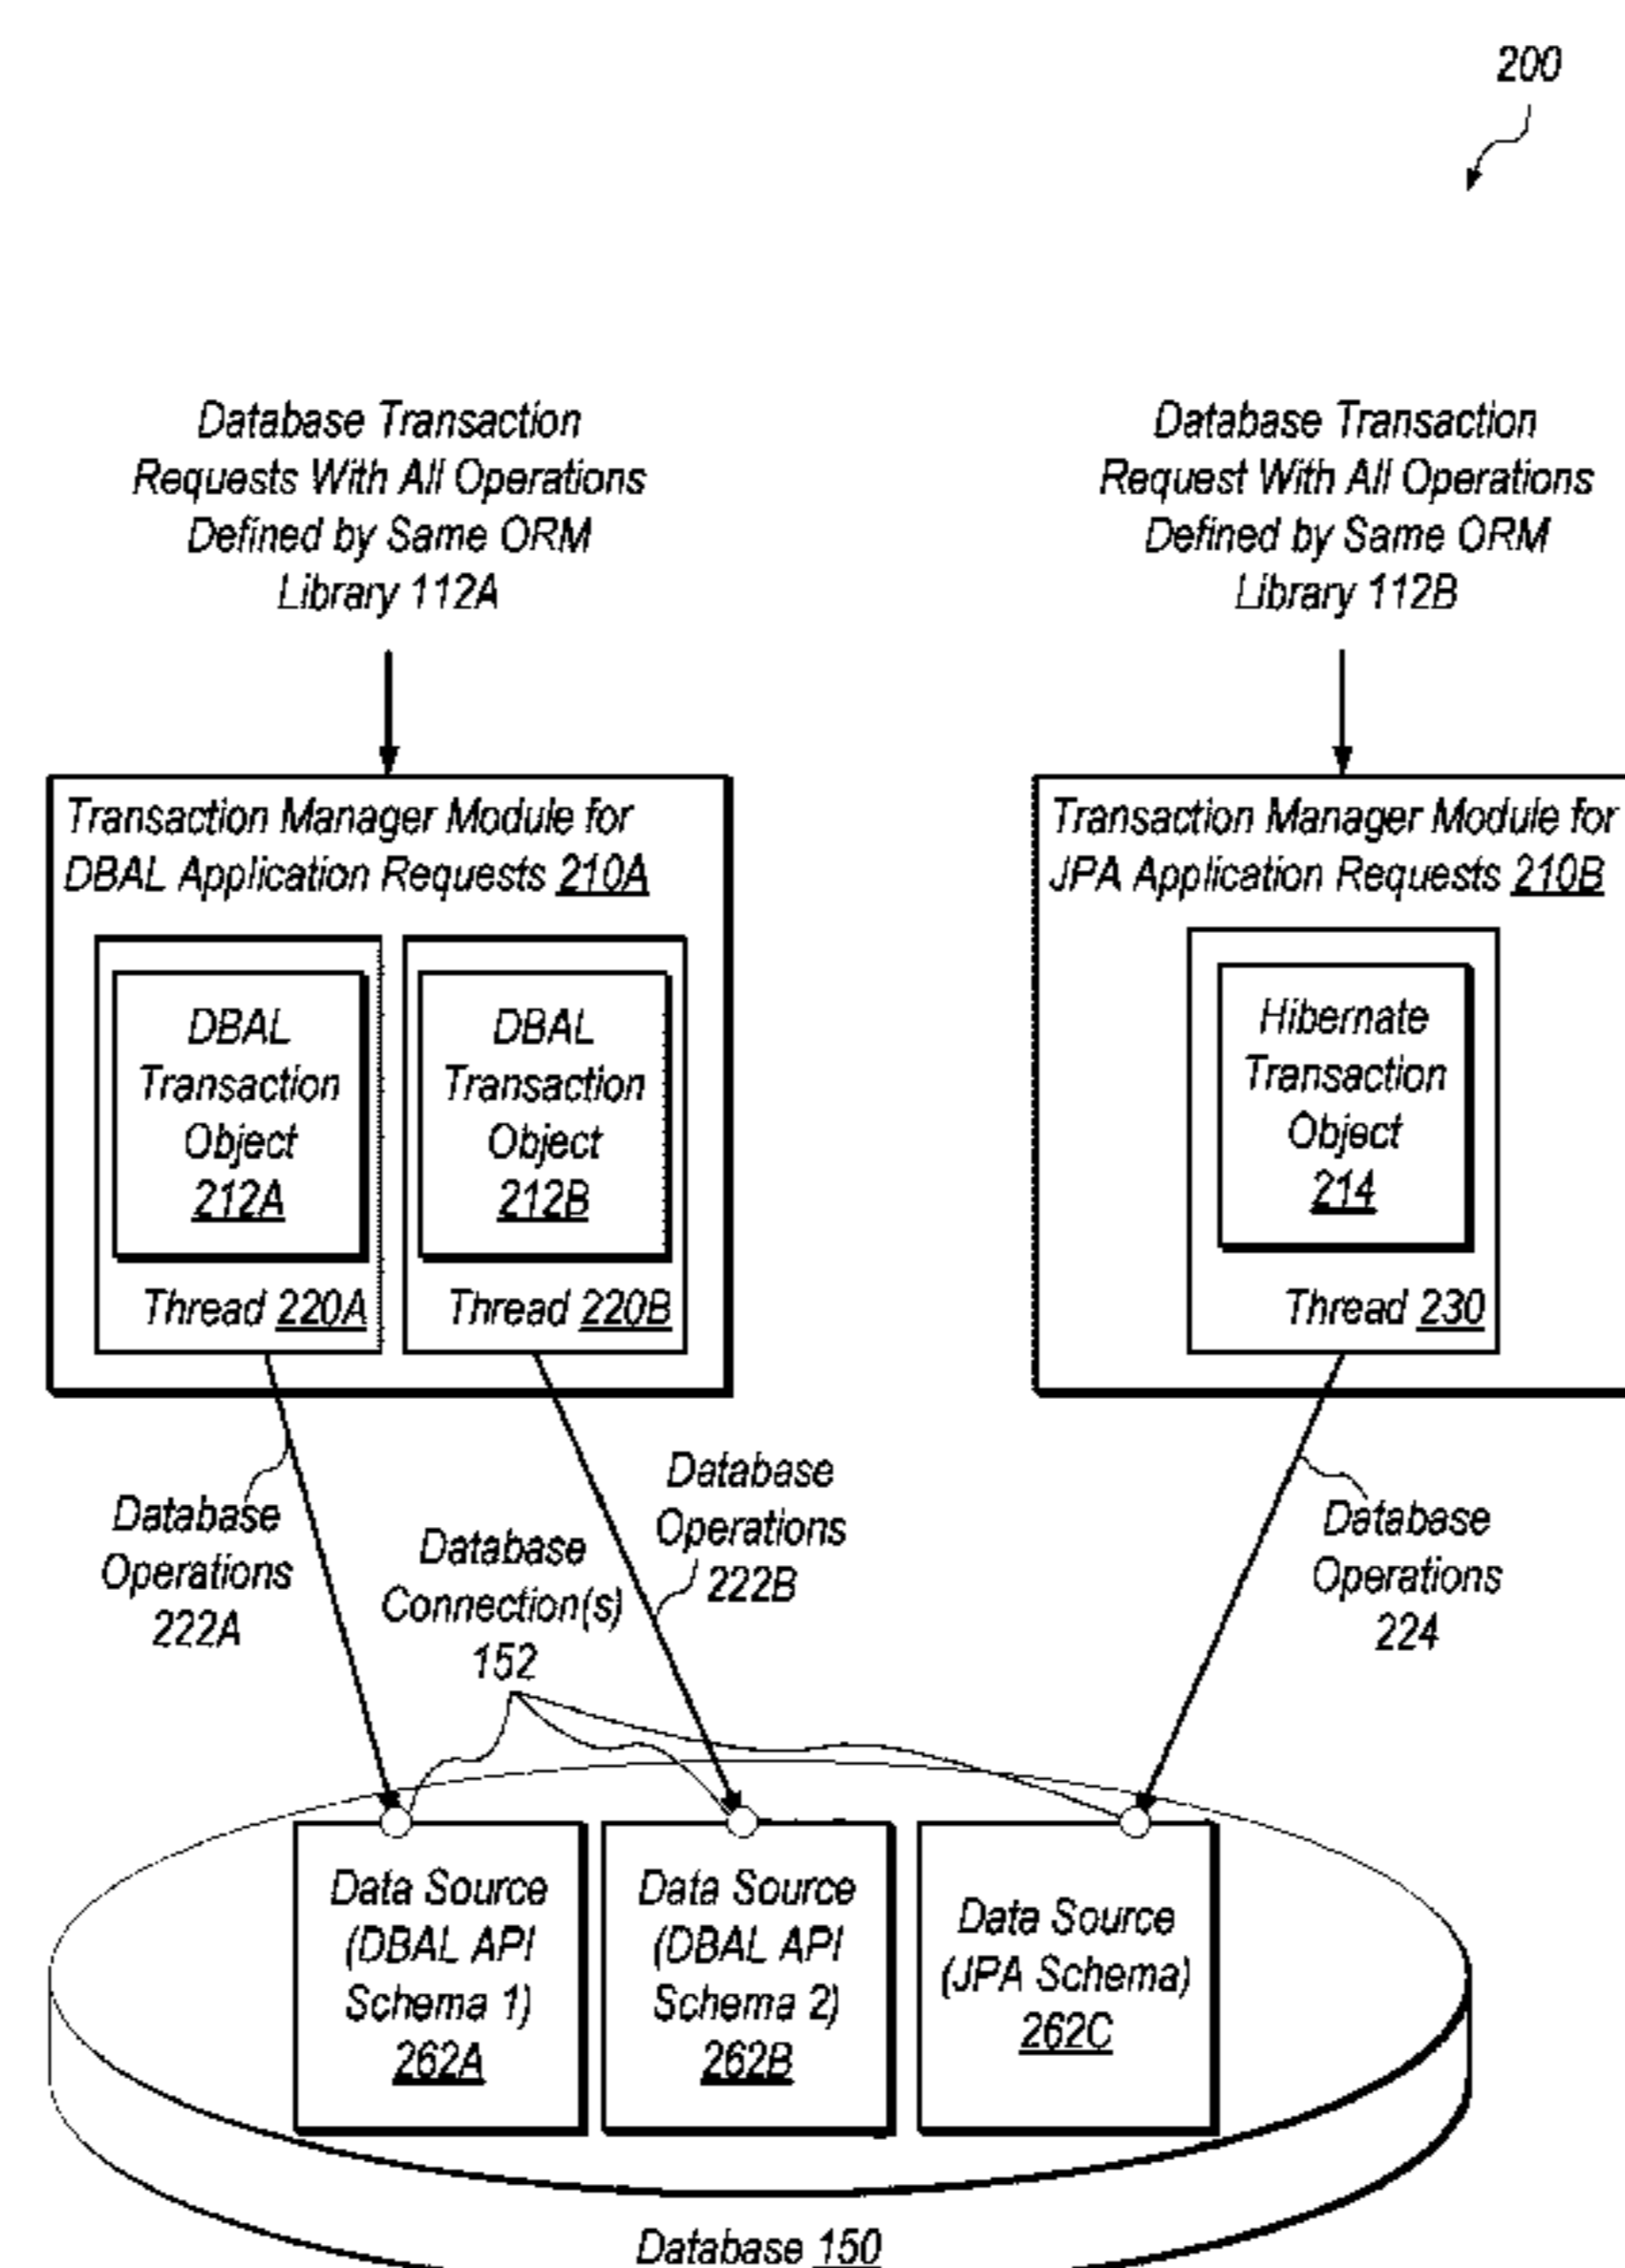 200
Database Transaction
Requests With All Operations
Defined by Same ORM
Library 112A
Database Transaction
Request With All Operations
Defined by Same ORM
Library 112B
Transaction Manager Module for
DBAL Application Requests 210A
DBAL
Transaction
Object
212A
Thread 220A
DBAL
Transaction
Object
212B
Thread 220B
Transaction Manager Module for
JPA Application Requests 210B
Hibernate
Transaction
Object
214
Thread 230
Database
Operations
222A
Database
Connection(s)
152
Database
Operations
222B
Database
Operations
224
Data Source
(DBAL API
Schema 1)
262A
Data Source
(DBAL API
Schema 2)
262B
Data Source
(JPA Schema)
262C
Database 150